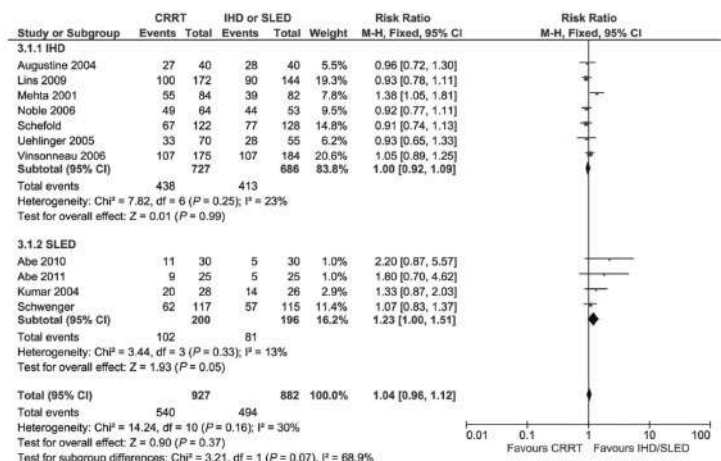 CRRT IHD or SLED Risk Ratio Risk Ratio
Study or Subgroup Events Total Events Total Weight M-H, Fixed, 95% CI M-H, Fixed, 95% CI
3.1.1 IHD
Augustine 2004 27 40 28 40 5.5% 0.96 [0.72, 1.30]
Lins 2009 100 172 90 144 19.3% 0.93 [0.78, 1.11]
Mehta 2001 55 84 39 82 7.8% 1.38 [1.05, 1.81]
Noble 2006 49 64 44 53 9.5% 0.92 [0.77, 1.11]
Schefold 67 122 77 128 14.8% 0.91 [0.74, 1.13]
Uehlinger 2005 33 70 28 55 6.2% 0.93 [0.65, 1.33]
Vinsonneau 2006 107 175 107 184 20.6% 1.05 [0.89, 1.25]
Subtotal (95% CI) 727 686 83.8% 1.00 [0.92, 1.09]
Total events 438 413
Heterogeneity: Chi² = 7.82, df = 6 (P = 0.25); I² = 23%
Test for overall effect: Z = 0.01 (P = 0.99)
3.1.2 SLED
Abe 2010 11 30 5 30 1.0% 2.20 [0.87, 5.57]
Abe 2011 9 25 5 25 1.0% 1.80 [0.70, 4.62]
Kumar 2004 20 28 14 26 2.9% 1.33 [0.87, 2.03]
Schwenger 62 117 57 115 11.4% 1.07 [0.83, 1.37]
Subtotal (95% CI) 200 196 16.2% 1.23 [1.00, 1.51]
Total events 102 81
Heterogeneity: Chi² = 3.44, df = 3 (P = 0.33); I² = 13%
Test for overall effect: Z = 1.93 (P = 0.05)
Total (95% CI) 927 882 100.0% 1.04 [0.96, 1.12]
Total events 540 494
Heterogeneity: Chi² = 14.24, df = 10 (P = 0.16); I² = 30%
Test for overall effect: Z = 0.90 (P = 0.37)
Test for subgroup differences: Chi² = 3.21, df = 1 (P = 0.07), I² = 68.9%
0.01 0.1 1 10 100
Favours CRRT Favours IHD/SLED